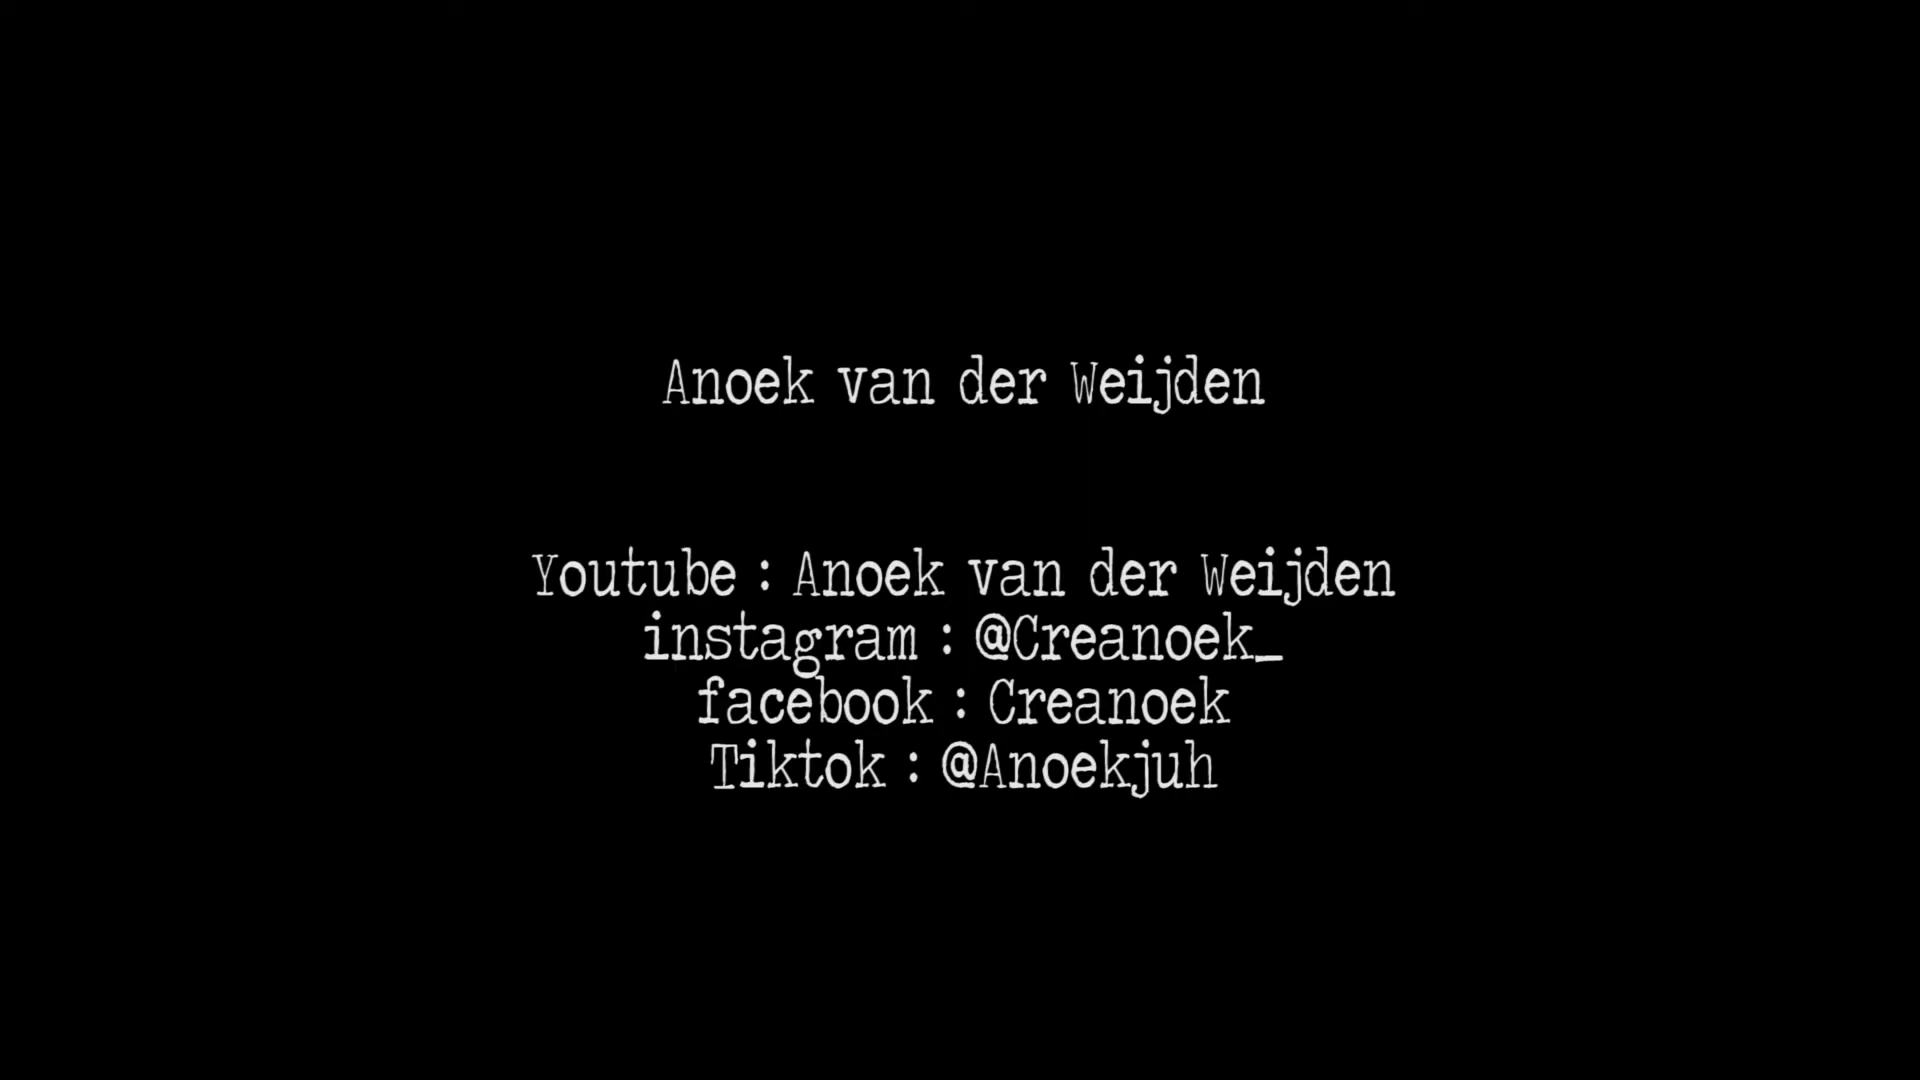 Anoek van der Weijden
Youtube : Anoek van der Weijden
instagram : @Creanoek_
facebook : Creanoek
Tiktok : @Anoekjuh